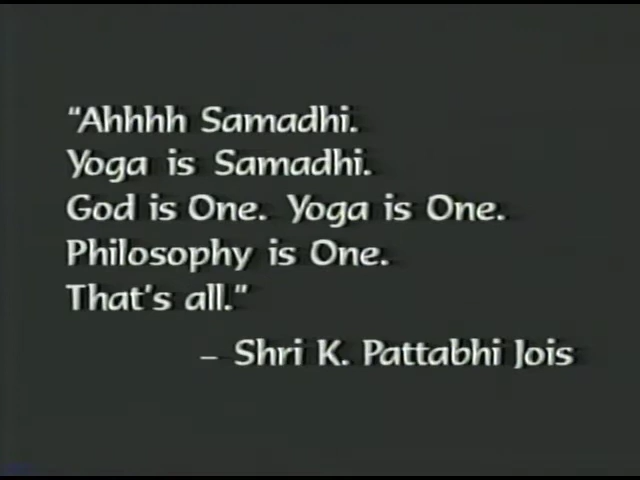 "Ahhhh Samadhi.
Yoga is Samadhi.
God is One. Yoga is One.
Philosophy is One.
That's all."
– Shri K. Pattabhi Jois